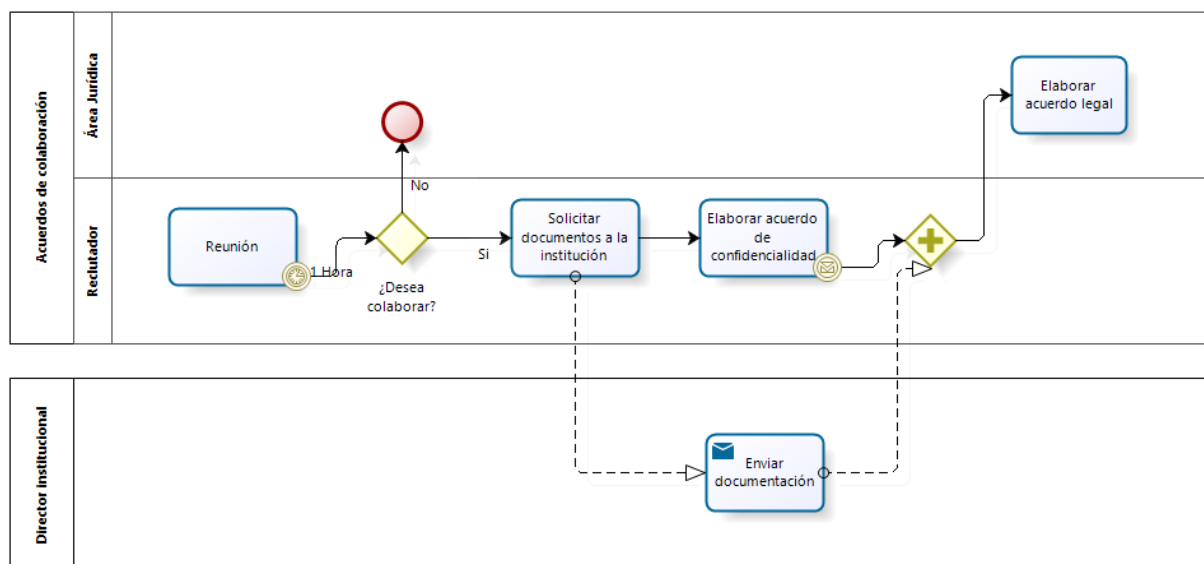 Acuerdos de colaboración
Área Jurídica
Elaborar
acuerdo legal
No
Reclutador
Reunión
1 Hora
¿Desea
colaborar?
Si
Solicitar
documentos a la
institución
Elaborar acuerdo
de
confidencialidad
Director institucional
Enviar
documentación